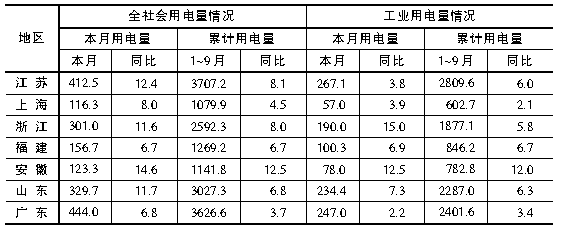 地区 全社会用电量情况 工业用电量情况
本月用电量 累计用电量 本月用电量 累计用电量
本月 同比 1~9月 同比 本月 同比 1~9月 同比
江 苏 412.5 12.4 3707.2 8.1 267.1 3.8 2809.6 6.0
上 海 116.3 8.0 1079.9 4.5 57.0 3.9 602.7 2.1
浙 江 301.0 11.6 2592.3 8.0 190.0 15.0 1877.1 5.8
福 建 156.7 6.7 1269.2 6.7 100.3 6.9 846.2 6.7
安 徽 123.3 14.6 1141.8 12.5 78.0 12.5 782.8 12.0
山 东 329.7 11.7 3027.3 6.8 234.4 7.3 2287.0 6.3
广 东 444.0 6.8 3626.6 3.7 247.0 2.2 2401.6 3.4